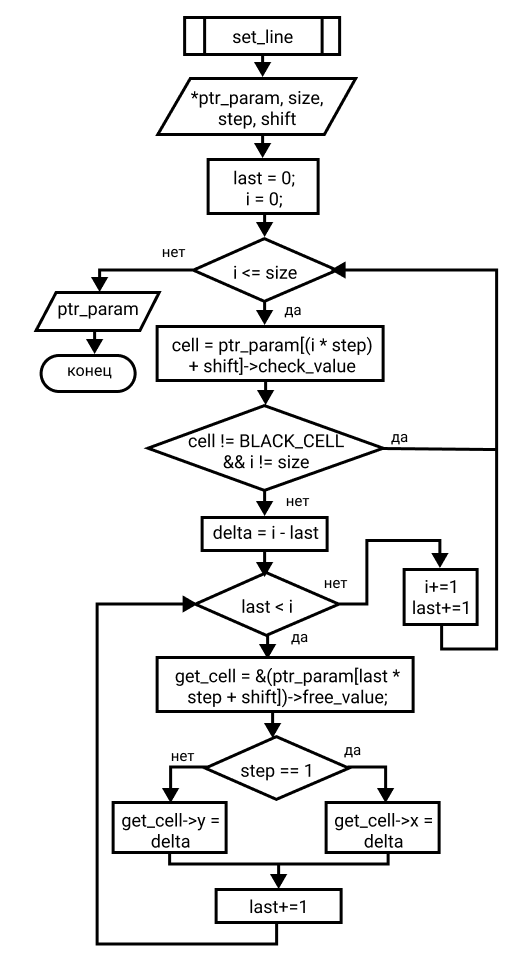 set_line
*ptr_param, size,
step, shift
last = 0;
i = 0;
нет
i <= size
ptr_param
да
конец
cell = ptr_param[(i * step)
+ shift]->check_value
cell != BLACK_CELL
&& i != size
да
нет
delta = i - last
нет
last < i
i+=1
last+=1
да
get_cell = &(ptr_param[last *
step + shift])->free_value;
нет
step == 1
да
get_cell->y =
delta
get_cell->x =
delta
last+=1